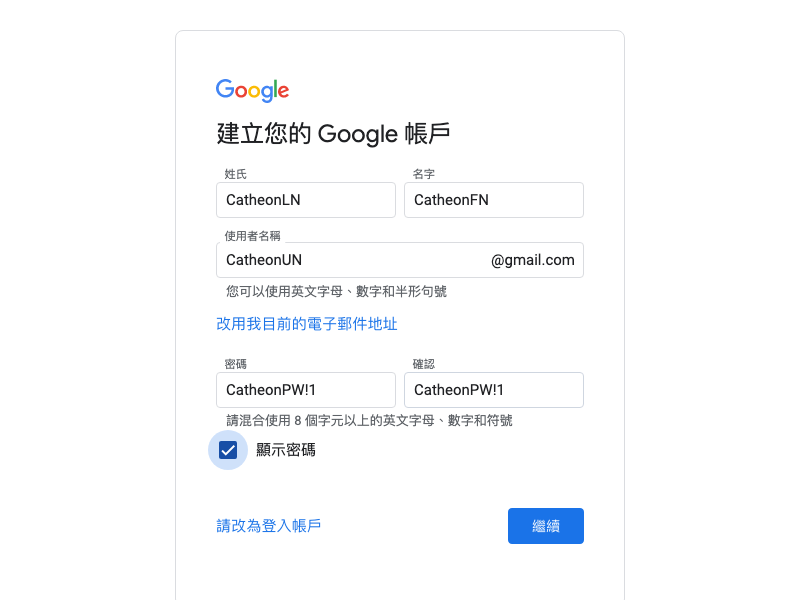 Google
建立您的 Google 帳戶
姓氏 名字
CatheonLN CatheonFN
使用者名稱
CatheonUN @gmail.com
您可以使用英文字母、數字和半形句號
改用我目前的電子郵件地址
密碼 確認
CatheonPW!1 CatheonPW!1
請混合使用 8 個字元以上的英文字母、數字和符號
顯示密碼
請改為登入帳戶 繼續